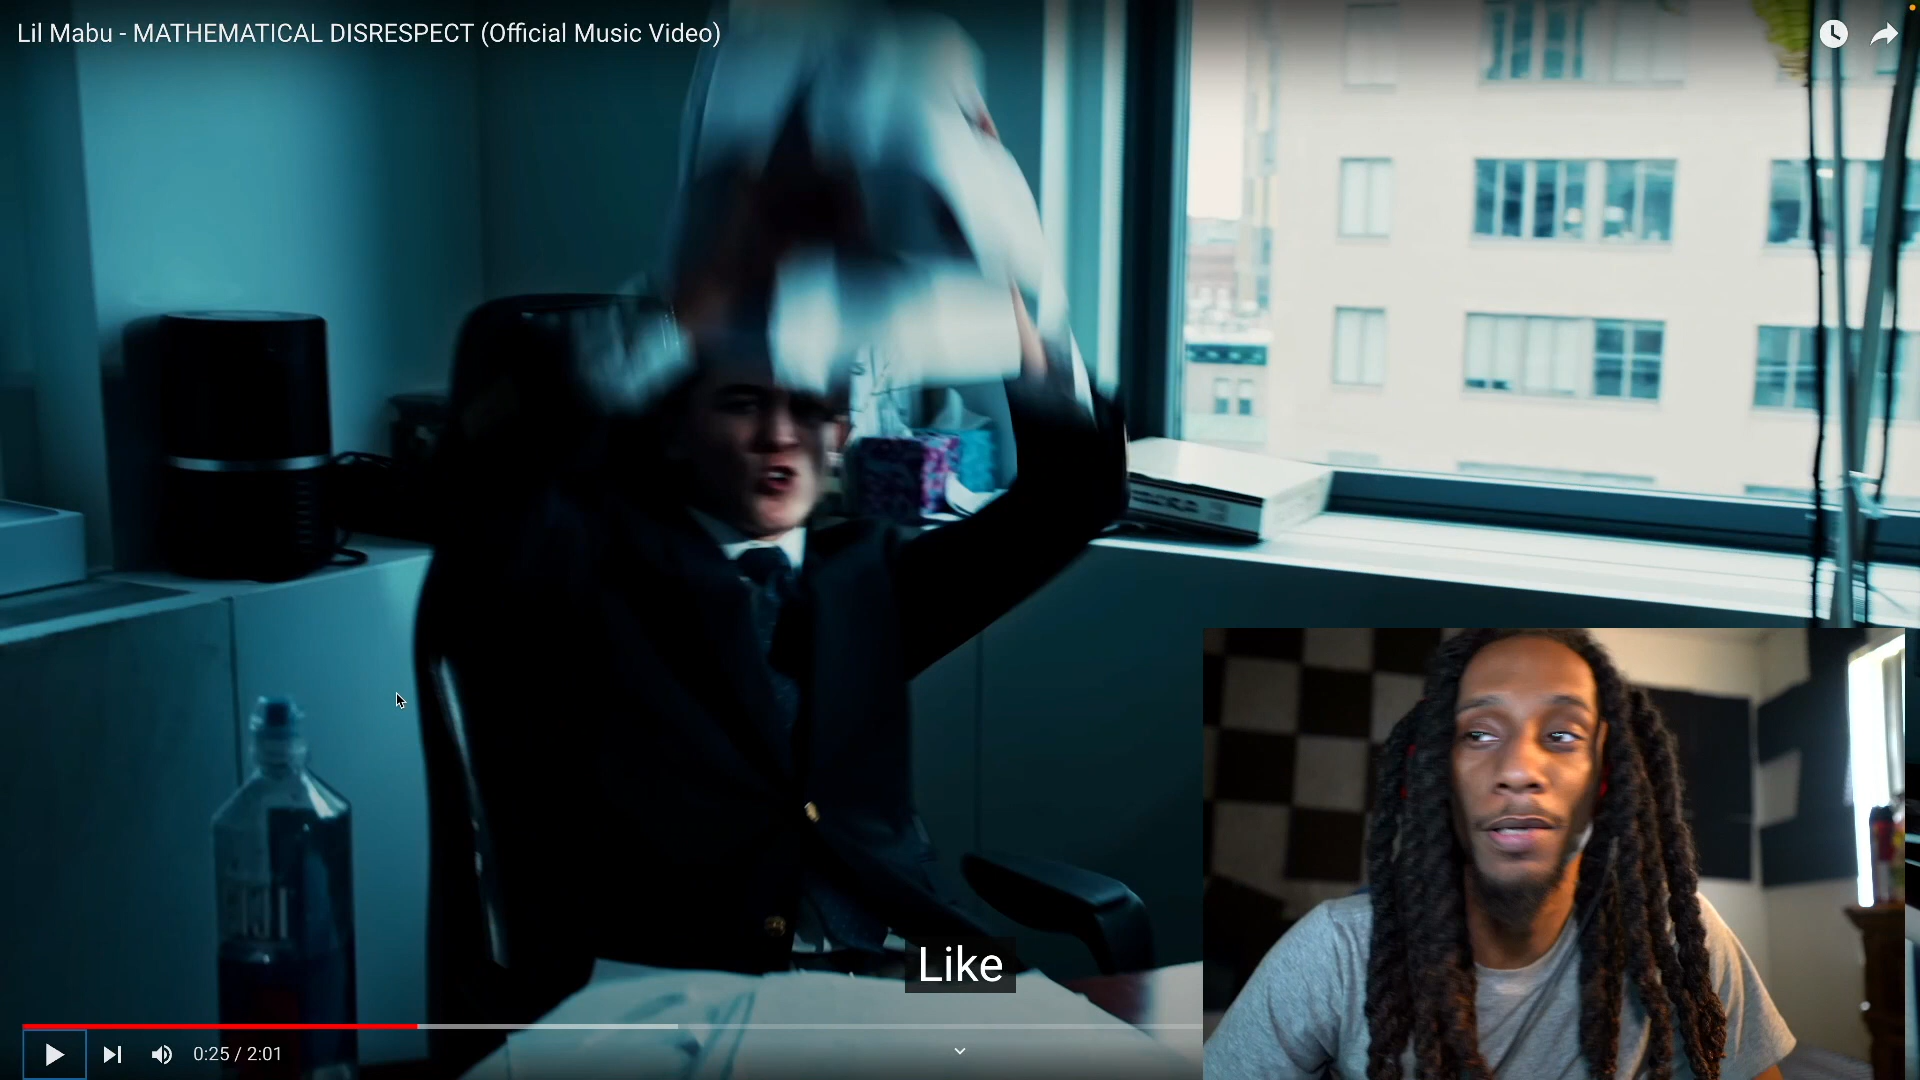 Lil Mabu - MATHEMATICAL DISRESPECT (Official Music Video)
Like
0:25 / 2:01